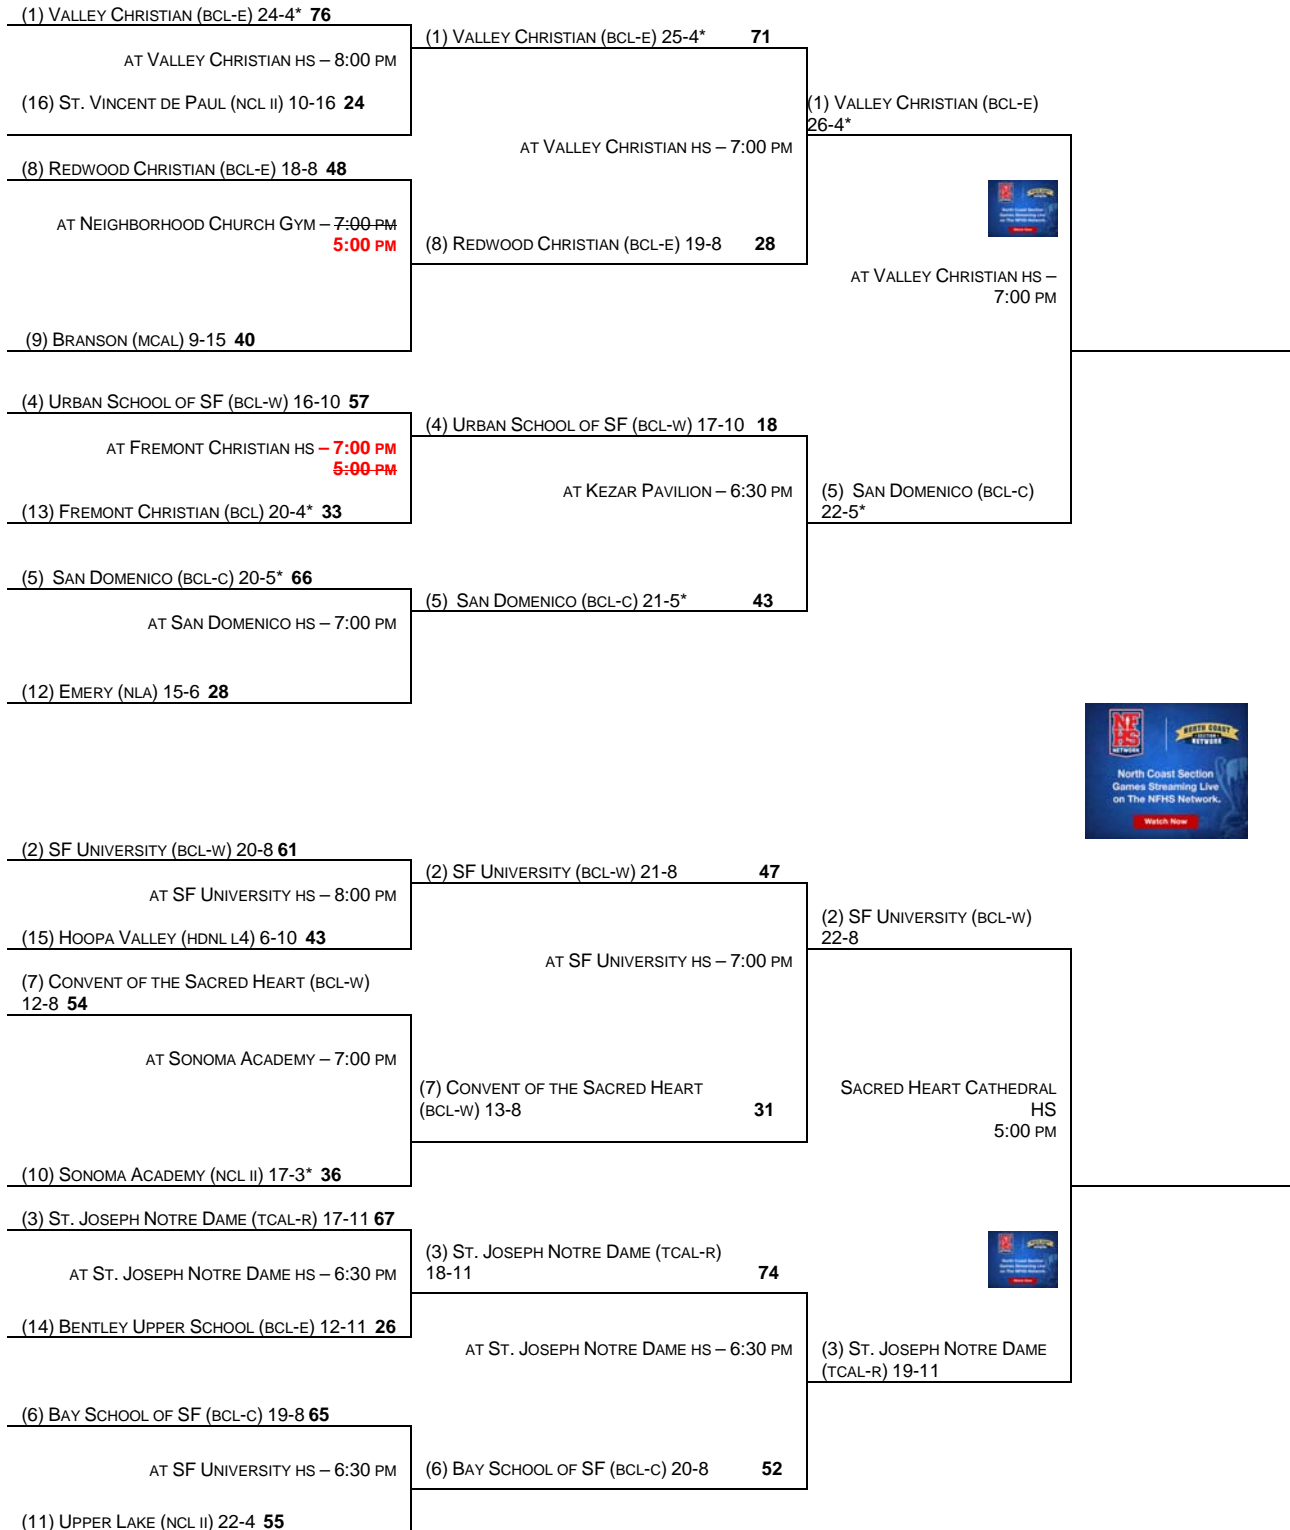 (1) VALLEY CHRISTIAN (BCL-E) 24-4* 76
AT VALLEY CHRISTIAN HS – 8:00 PM
(16) ST. VINCENT DE PAUL (NCL II) 10-16 24
(8) REDWOOD CHRISTIAN (BCL-E) 18-8 48
AT NEIGHBORHOOD CHURCH GYM – 7:00 PM
5:00 PM
(9) BRANSON (MCAL) 9-15 40
(4) URBAN SCHOOL OF SF (BCL-W) 16-10 57
AT FREMONT CHRISTIAN HS – 7:00 PM
5:00 PM
(13) FREMONT CHRISTIAN (BCL) 20-4* 33
(5) SAN DOMENICO (BCL-C) 20-5* 66
AT SAN DOMENICO HS – 7:00 PM
(12) EMERY (NLA) 15-6 28
(2) SF UNIVERSITY (BCL-W) 20-8 61
AT SF UNIVERSITY HS – 8:00 PM
(15) HOOPA VALLEY (HDNL L4) 6-10 43
(7) CONVENT OF THE SACRED HEART (BCL-W)
12-8 54
AT SONOMA ACADEMY – 7:00 PM
(10) SONOMA ACADEMY (NCL II) 17-3* 36
(3) ST. JOSEPH NOTRE DAME (TCAL-R) 17-11 67
AT ST. JOSEPH NOTRE DAME HS – 6:30 PM
(14) BENTLEY UPPER SCHOOL (BCL-E) 12-11 26
(6) BAY SCHOOL OF SF (BCL-C) 19-8 65
AT SF UNIVERSITY HS – 6:30 PM
(11) UPPER LAKE (NCL II) 22-4 55
(1) VALLEY CHRISTIAN (BCL-E) 25-4* 71
AT VALLEY CHRISTIAN HS – 7:00 PM
(8) REDWOOD CHRISTIAN (BCL-E) 19-8 28
(4) URBAN SCHOOL OF SF (BCL-W) 17-10 18
AT KEZAR PAVILION – 6:30 PM
(5) SAN DOMENICO (BCL-C) 21-5* 43
(2) SF UNIVERSITY (BCL-W) 21-8 47
AT SF UNIVERSITY HS – 7:00 PM
(7) CONVENT OF THE SACRED HEART
(BCL-W) 13-8 31
(3) ST. JOSEPH NOTRE DAME (TCAL-R)
18-11 74
AT ST. JOSEPH NOTRE DAME HS – 6:30 PM
(6) BAY SCHOOL OF SF (BCL-C) 20-8 52
(1) VALLEY CHRISTIAN (BCL-E)
26-4*
AT VALLEY CHRISTIAN HS –
7:00 PM
(5) SAN DOMENICO (BCL-C)
22-5*
(2) SF UNIVERSITY (BCL-W)
22-8
SACRED HEART CATHEDRAL
HS
5:00 PM
(3) ST. JOSEPH NOTRE DAME
(TCAL-R) 19-11
NF
HS
NETWORK
NORTH COAST
SECTION
NETWORK
North Coast Section
Games Streaming Live
on The NFHS Network.
Watch Now